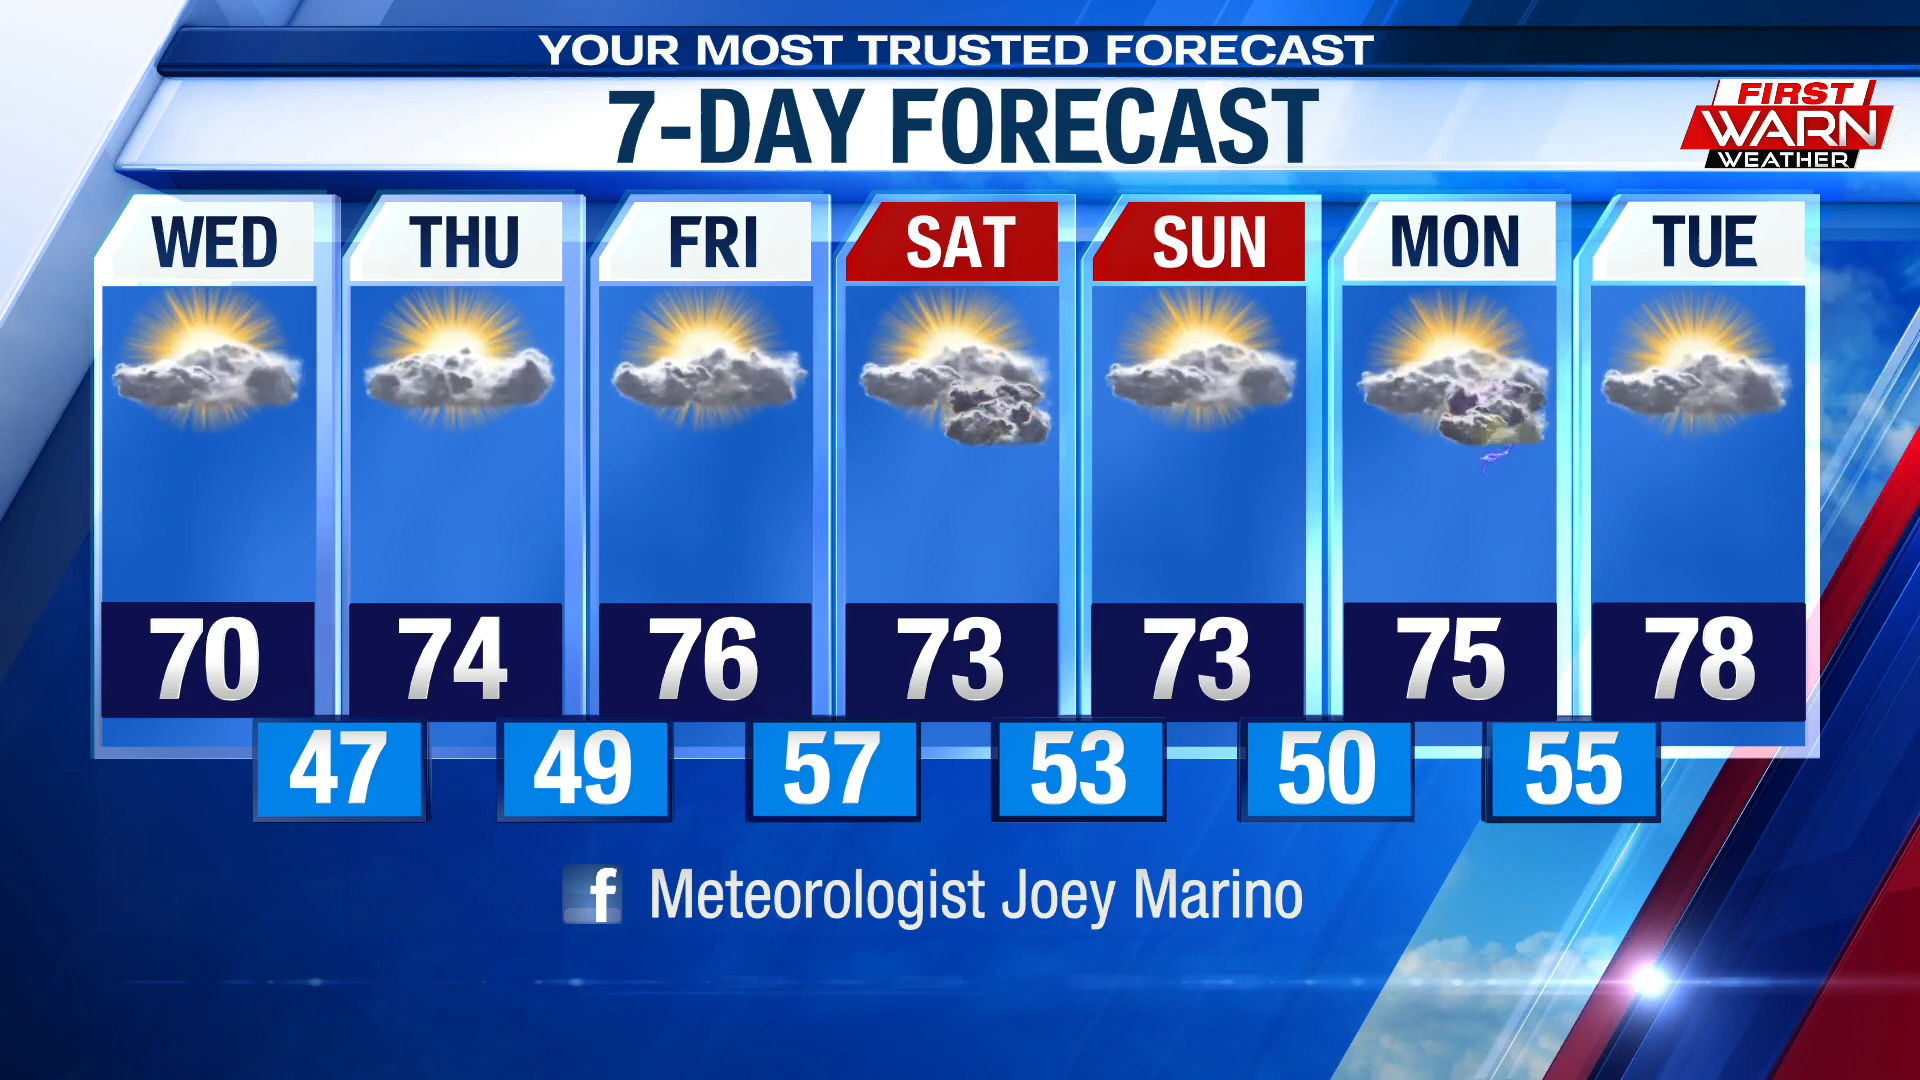 YOUR MOST TRUSTED FORECAST
7-DAY FORECAST
FIRST
WARN
WEATHER
WED THU FRI SAT SUN MON TUE
70 74 76 73 73 75 78
47 49 57 53 50 55
f Meteorologist Joey Marino